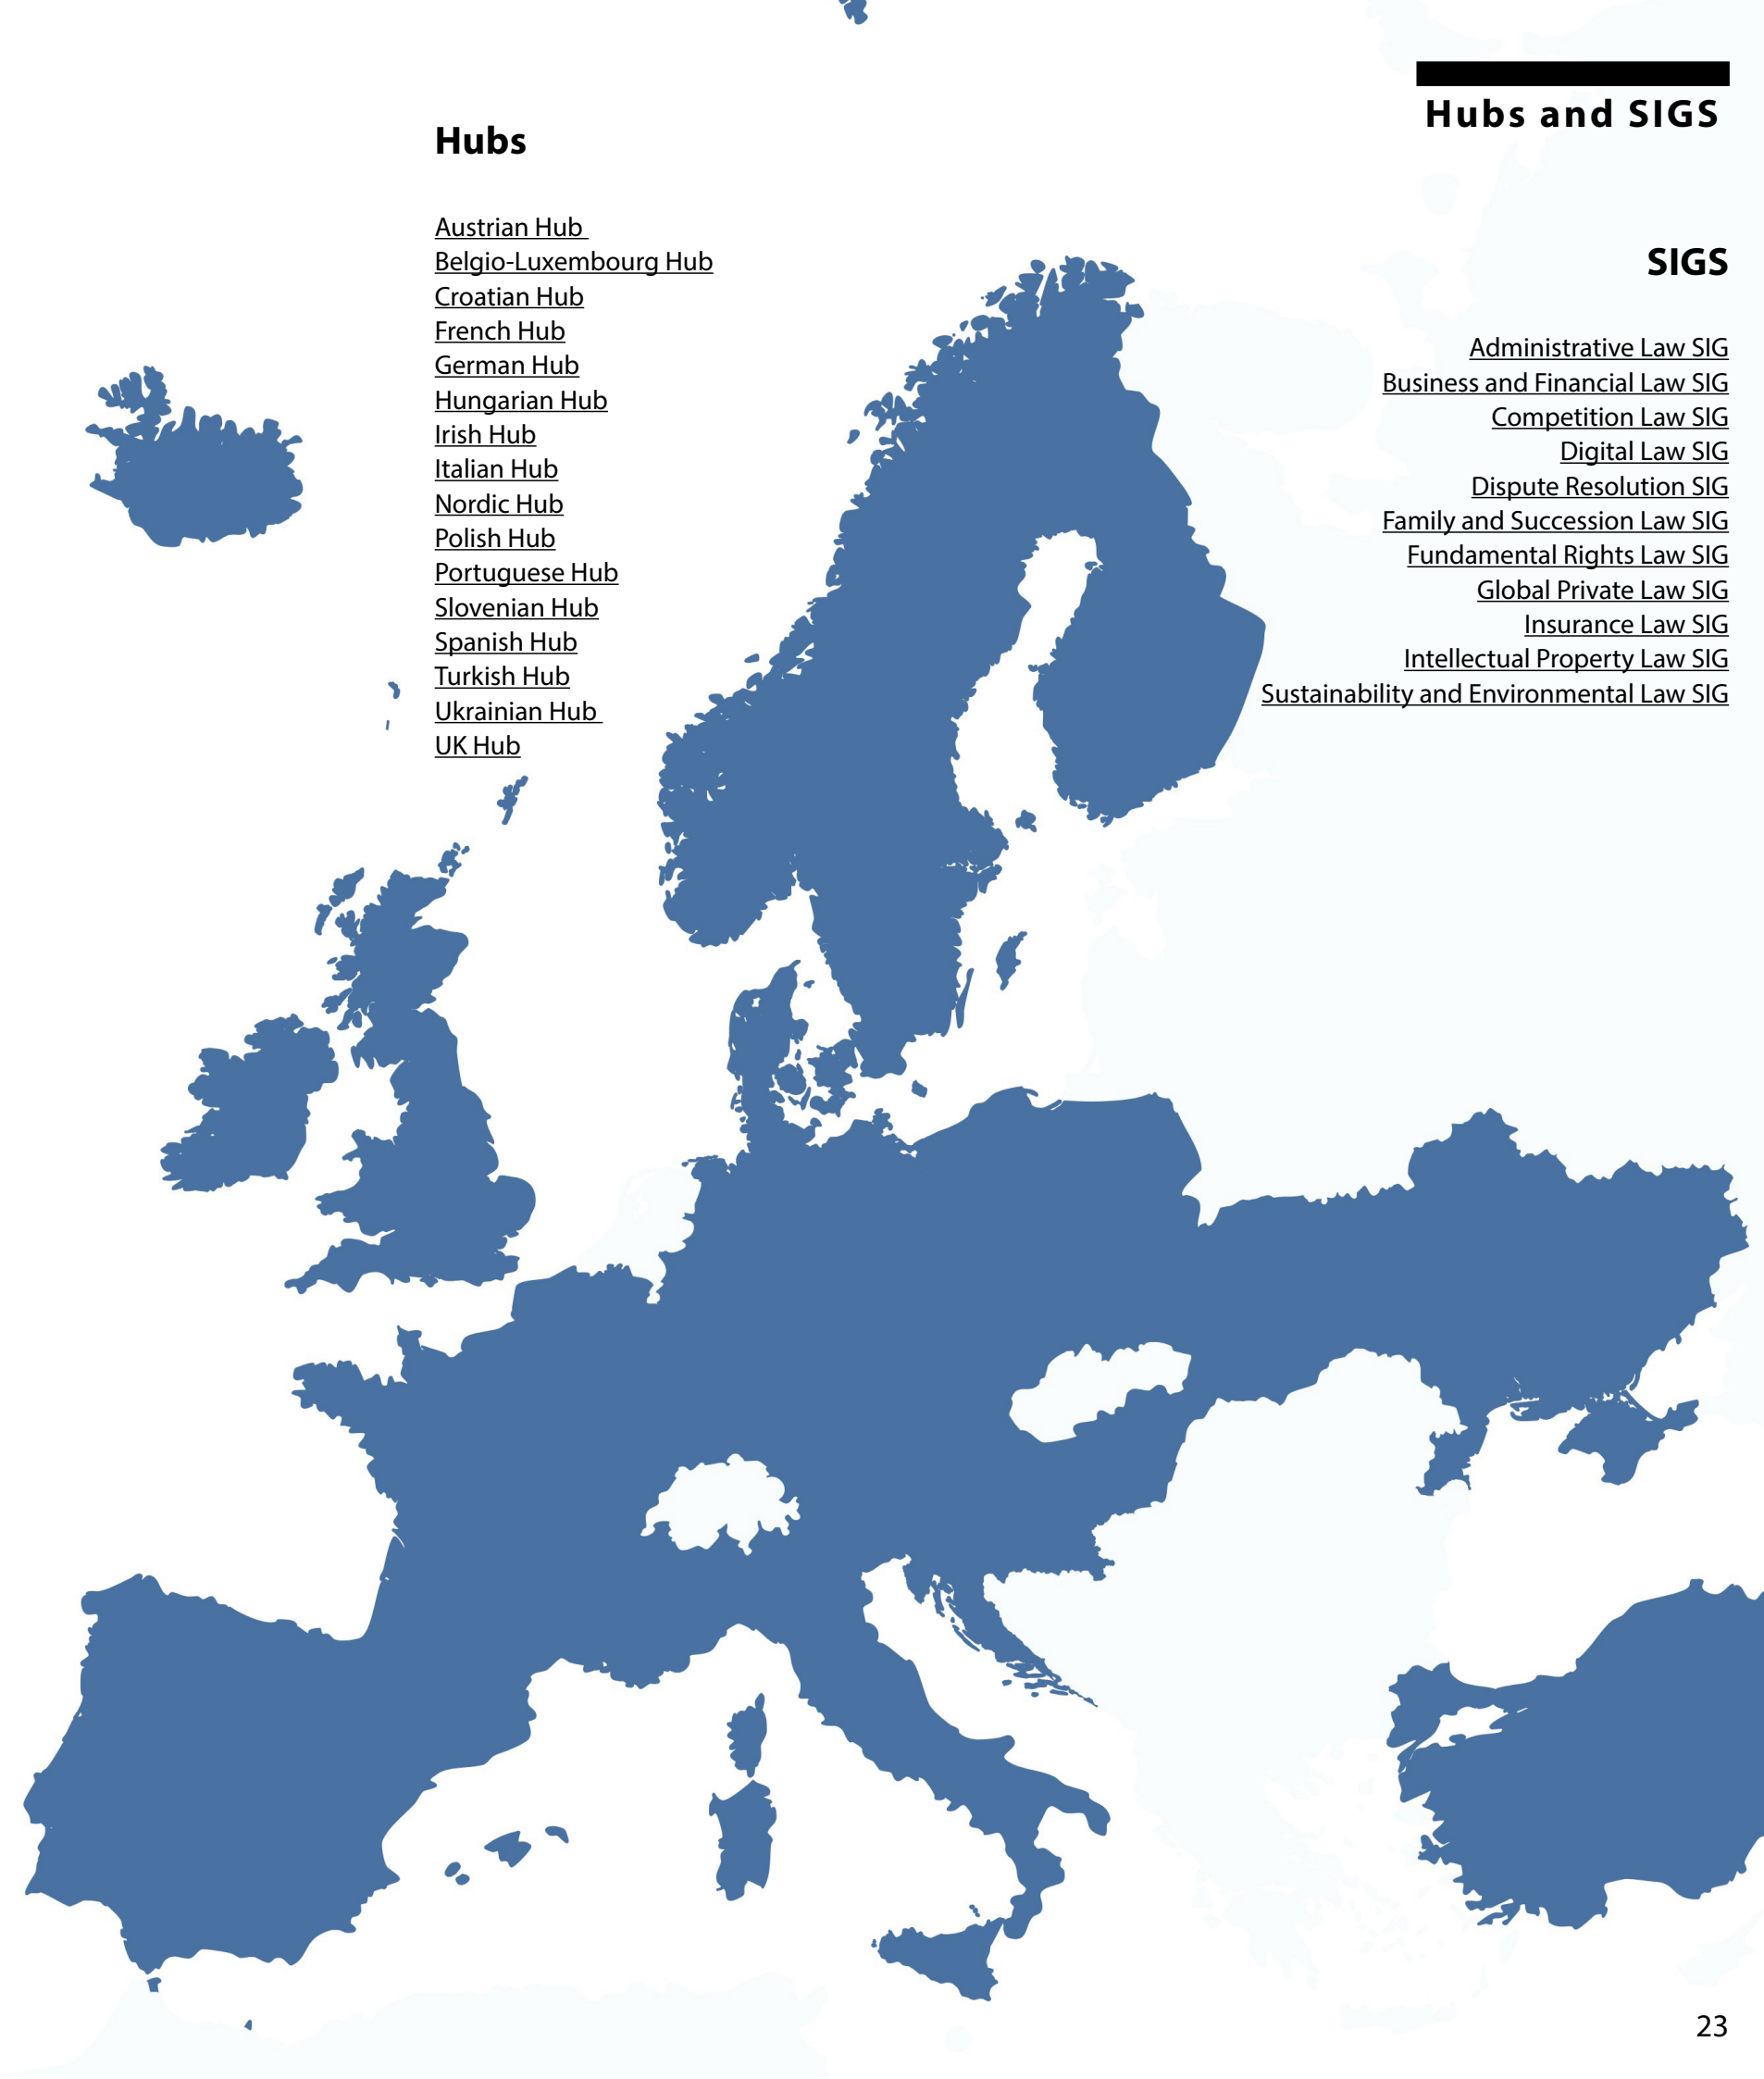 Hubs and SIGS
Hubs
Austrian Hub
Belgio-Luxembourg Hub
Croatian Hub
French Hub
German Hub
Hungarian Hub
Irish Hub
Italian Hub
Nordic Hub
Polish Hub
Portuguese Hub
Slovenian Hub
Spanish Hub
Turkish Hub
Ukrainian Hub
UK Hub
SIGS
Administrative Law SIG
Business and Financial Law SIG
Competition Law SIG
Digital Law SIG
Dispute Resolution SIG
Family and Succession Law SIG
Fundamental Rights Law SIG
Global Private Law SIG
Insurance Law SIG
Intellectual Property Law SIG
Sustainability and Environmental Law SIG
23